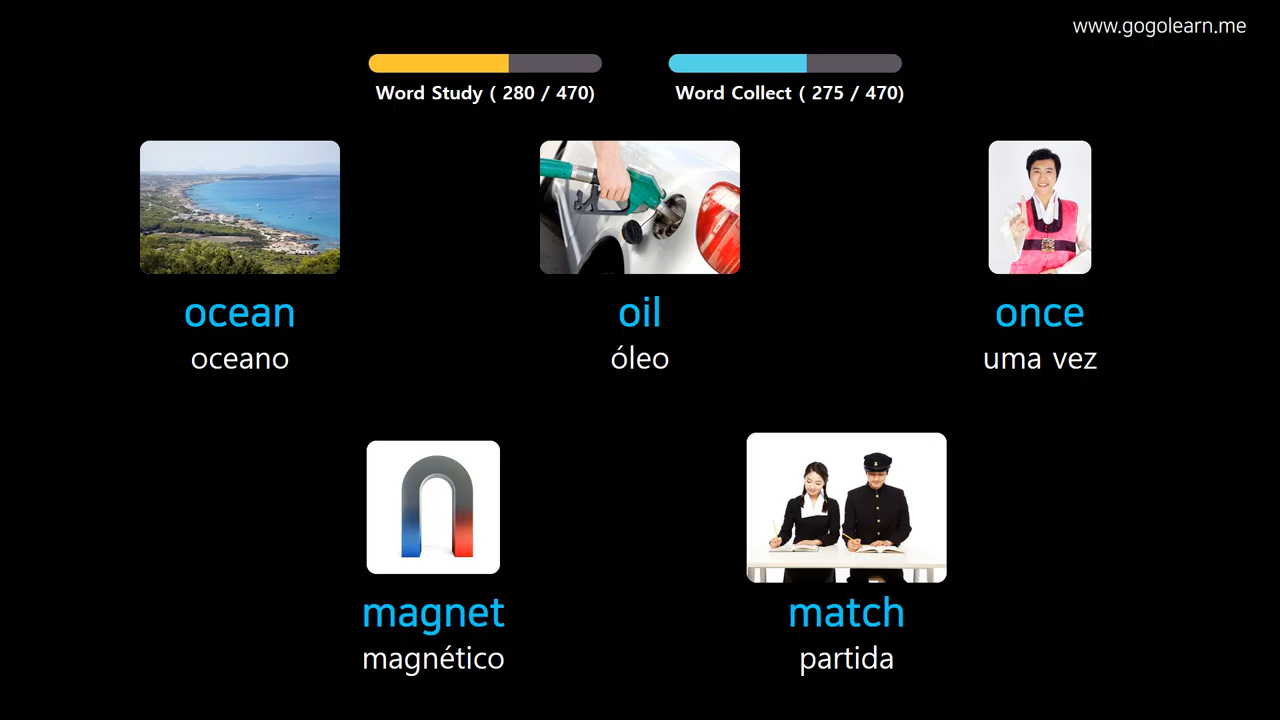 www.gogolearn.me
Word Study ( 280 / 470)
Word Collect ( 275 / 470)
ocean
oceano
oil
óleo
once
uma vez
magnet
magnético
match
partida